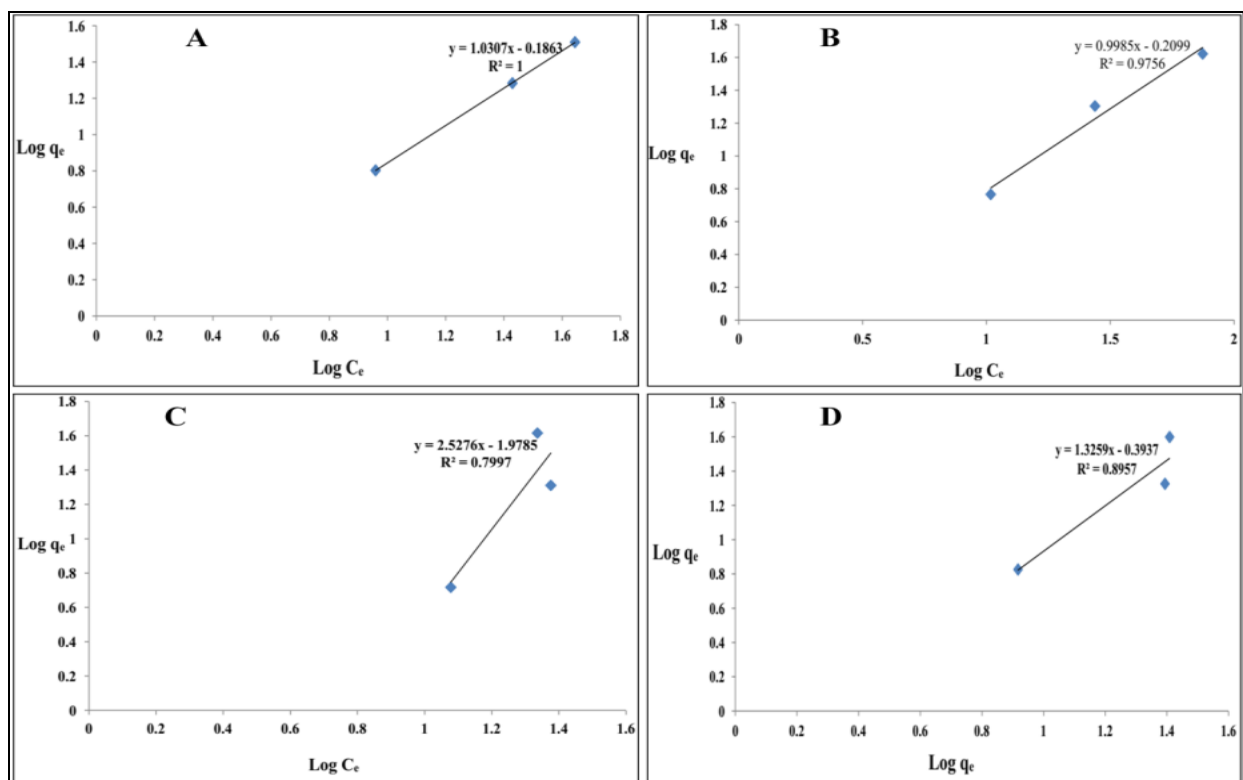 A
y = 1.0307x - 0.1863
R² = 1
Log qₑ
1.6
1.4
1.2
1
0.8
0.6
0.4
0.2
0
0 0.2 0.4 0.6 0.8 1 1.2 1.4 1.6 1.8
Log Cₑ
B
y = 0.9985x - 0.2099
R² = 0.9756
Log qₑ
1.8
1.6
1.4
1.2
1
0.8
0.6
0.4
0.2
0
0 0.5 1 1.5 2
Log Cₑ
C
y = 2.5276x - 1.9785
R² = 0.7997
Log qₑ
1.8
1.6
1.4
1.2
1
0.8
0.6
0.4
0.2
0
0 0.2 0.4 0.6 0.8 1 1.2 1.4 1.6
Log Cₑ
D
y = 1.3259x - 0.3937
R² = 0.8957
Log qₑ
1.8
1.6
1.4
1.2
1
0.8
0.6
0.4
0.2
0
0 0.2 0.4 0.6 0.8 1 1.2 1.4 1.6
Log qₑ